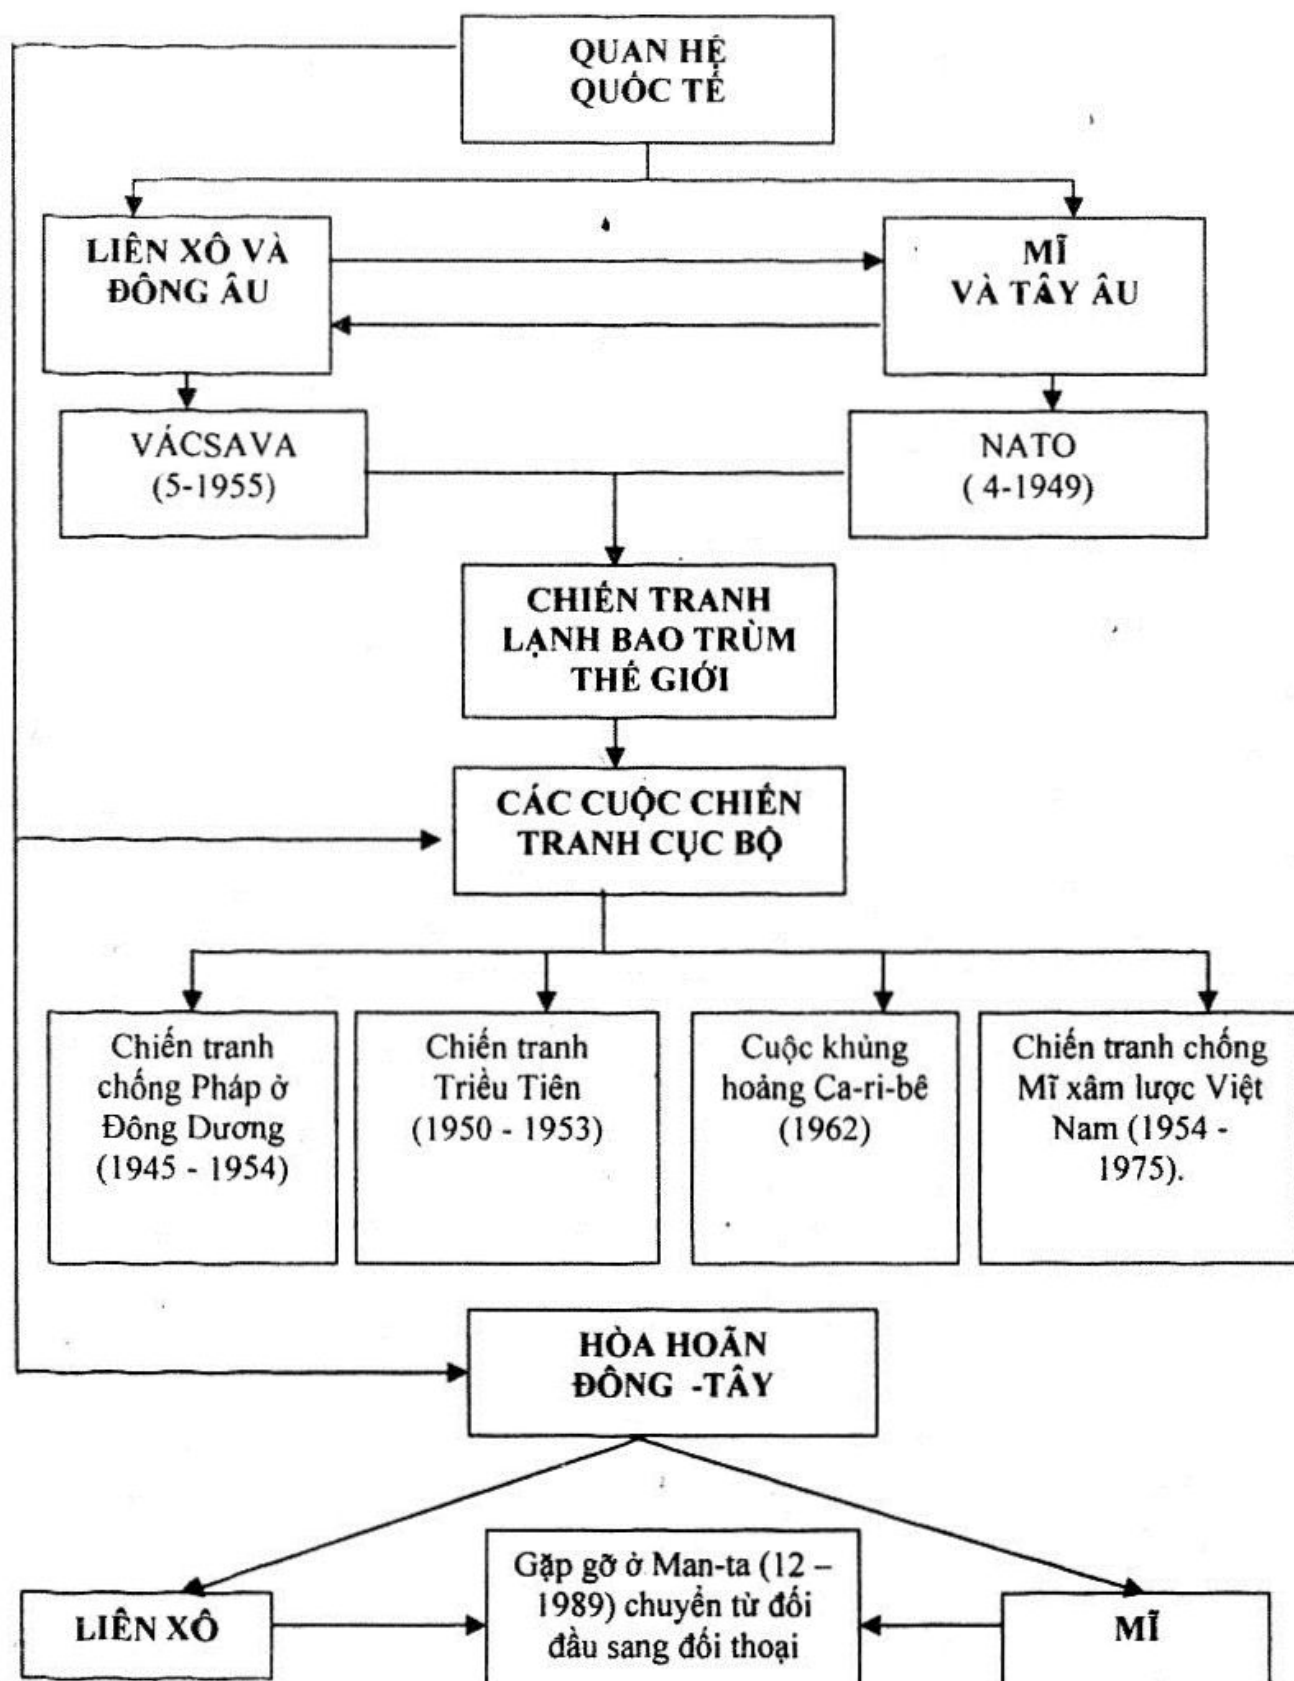 QUAN HỆ
QUỐC TẾ
LIÊN XÔ VÀ
ĐÔNG ÂU
MĨ
VÀ TÂY ÂU
VÁCSAVA
(5-1955)
NATO
( 4-1949)
CHIẾN TRANH
LẠNH BAO TRÙM
THẾ GIỚI
CÁC CUỘC CHIẾN
TRANH CỤC BỘ
Chiến tranh
chống Pháp ở
Đông Dương
(1945 - 1954)
Chiến tranh
Triều Tiên
(1950 - 1953)
Cuộc khủng
hoảng Ca-ri-bê
(1962)
Chiến tranh chống
Mĩ xâm lược Việt
Nam (1954 -
1975).
HÒA HOÃN
ĐÔNG -TÂY
LIÊN XÔ
Gặp gỡ ở Man-ta (12 –
1989) chuyển từ đối
đầu sang đối thoại
MĨ